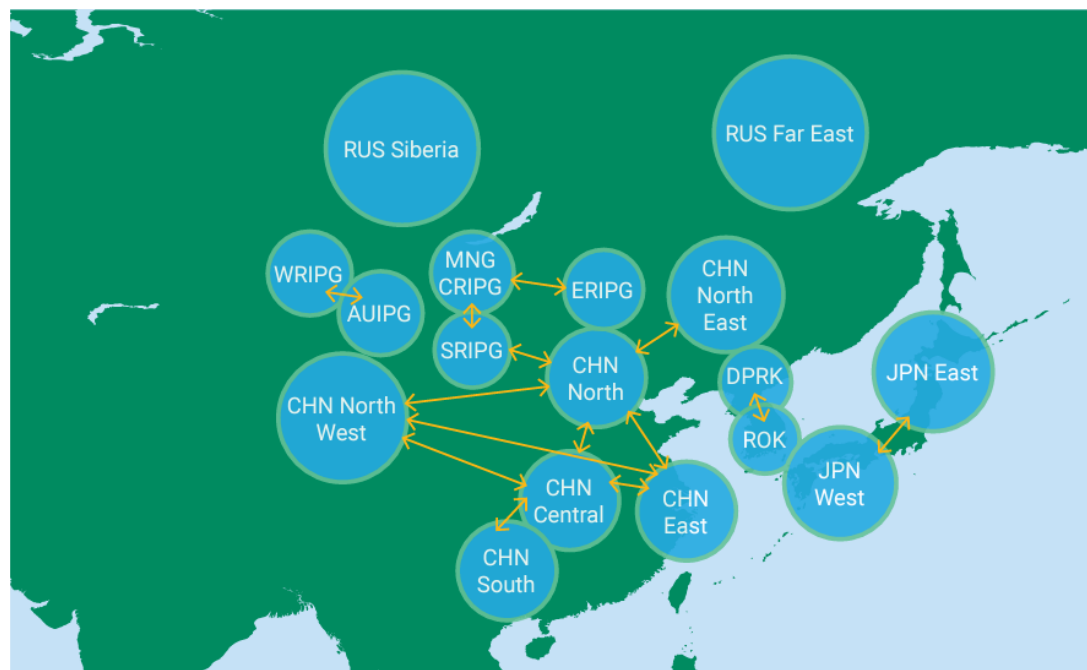 RUS Siberia
RUS Far East
WRIPG
AUIPG
MNG
CRIPG
SRIPG
ERIPG
CHN
North
East
CHN
North
CHN North
West
DPRK
ROK
JPN East
JPN
West
CHN
Central
CHN
East
CHN
South